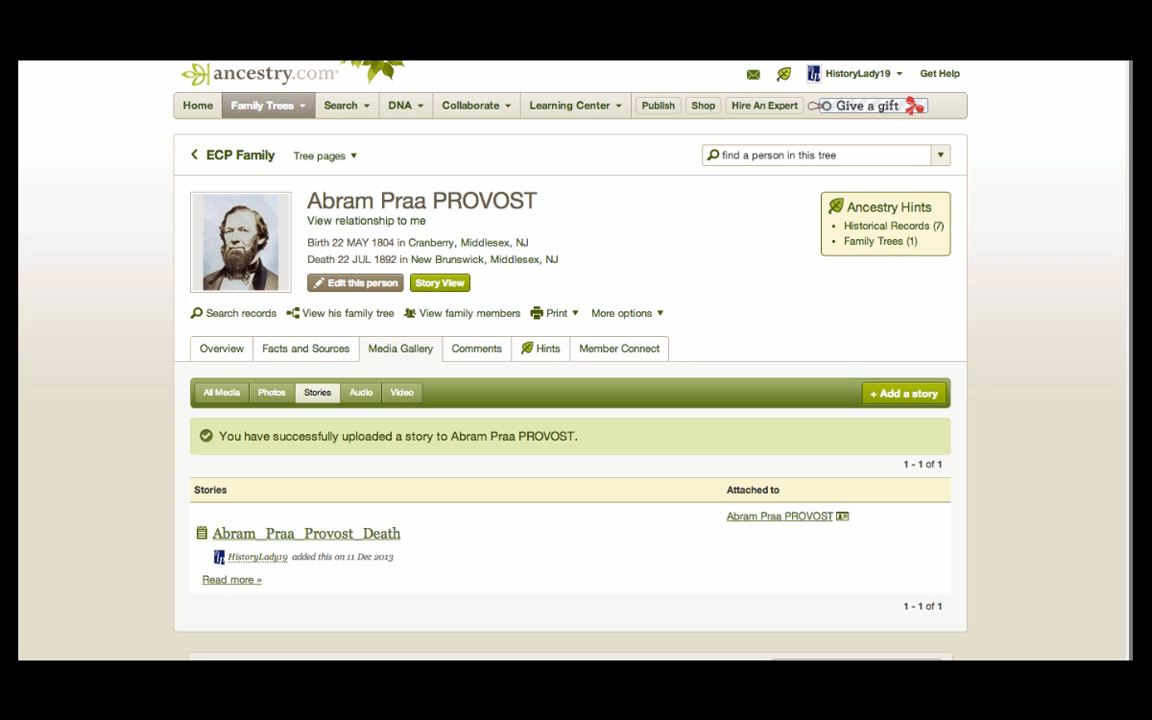 ancestry.com
HistoryLady19 Get Help
Home Family Trees Search DNA Collaborate Learning Center Publish Shop Hire An Expert Give a gift
ECP Family Tree pages find a person in this tree
Abram Praa PROVOST
View relationship to me
Birth 22 MAY 1804 in Cranberry, Middlesex, NJ
Death 22 JUL 1892 in New Brunswick, Middlesex, NJ
Edit this person Story View
Ancestry Hints
• Historical Records (7)
• Family Trees (1)
Search records View his family tree View family members Print More options
Overview Facts and Sources Media Gallery Comments Hints Member Connect
All Media Photos Stories Audio Video + Add a story
You have successfully uploaded a story to Abram Praa PROVOST.
1 - 1 of 1
Stories Attached to
Abram Praa PROVOST
Abram_Praa_Provost_Death
HistoryLady19 added this on 11 Dec 2013
Read more »
1 - 1 of 1